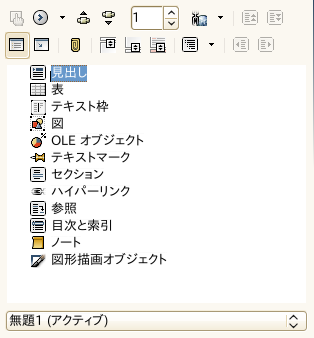 1
見出し
表
テキスト枠
図
OLE オブジェクト
テキストマーク
セクション
ハイパーリンク
参照
目次と索引
ノート
図形描画オブジェクト
無題1 (アクティブ)